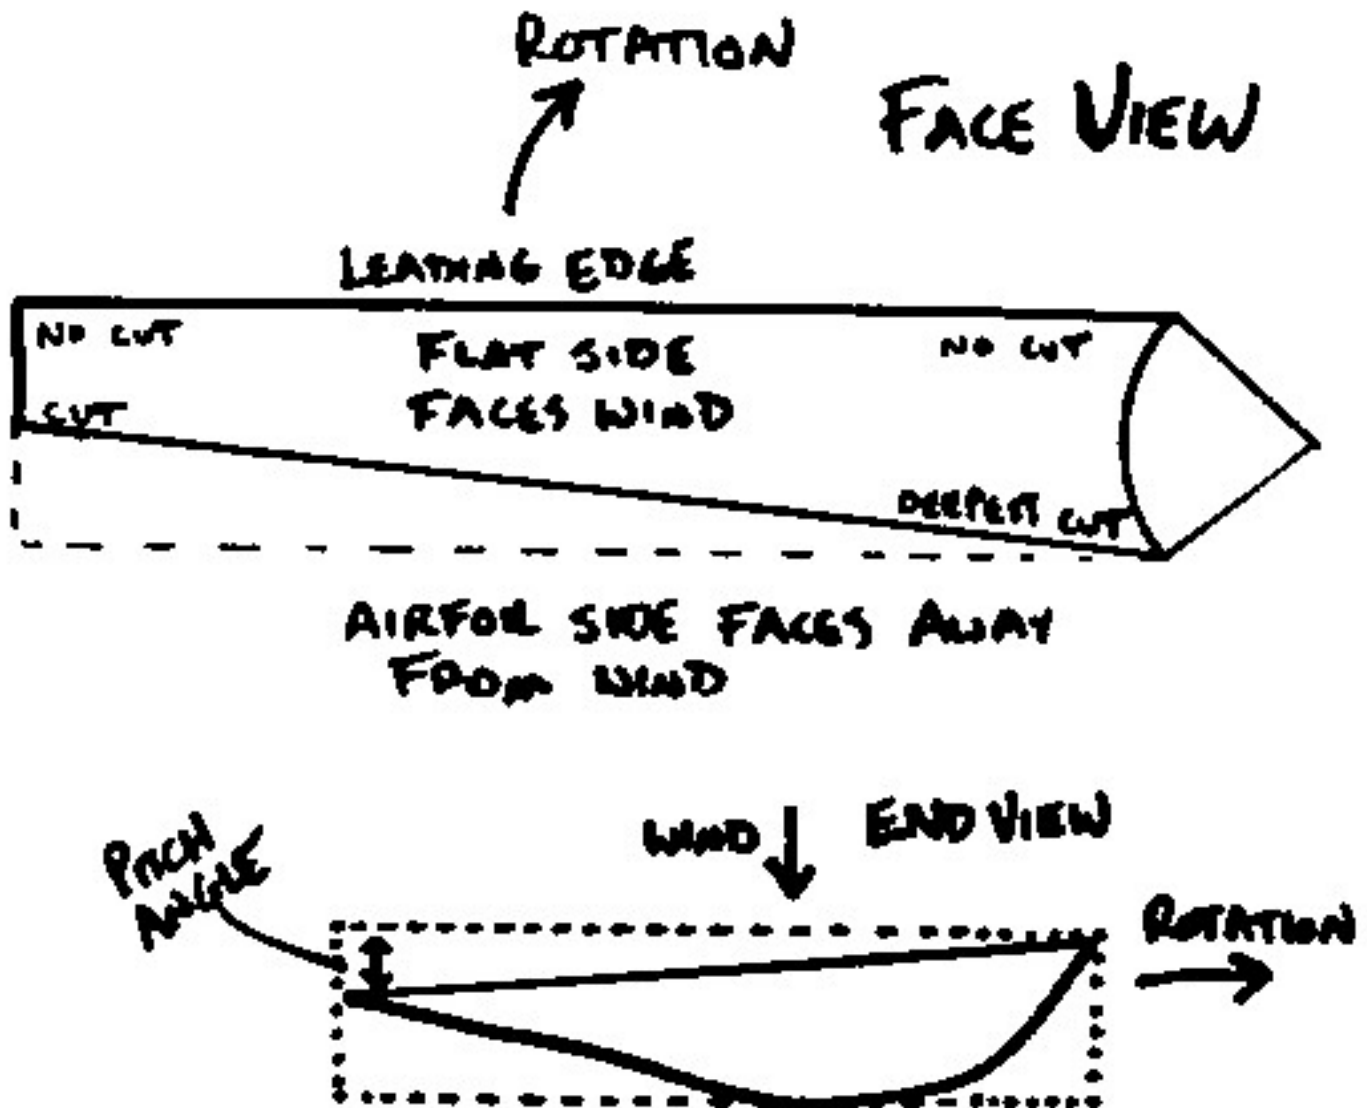 ROTATION
FACE VIEW
LEADING EDGE
NO CUT
FLAT SIDE
NO CUT
FACES WIND
CUT
DEEPEST CUT
AIRFOIL SIDE FACES AWAY
FROM WIND
WIND
END VIEW
PITCH
ANGLE
ROTATION